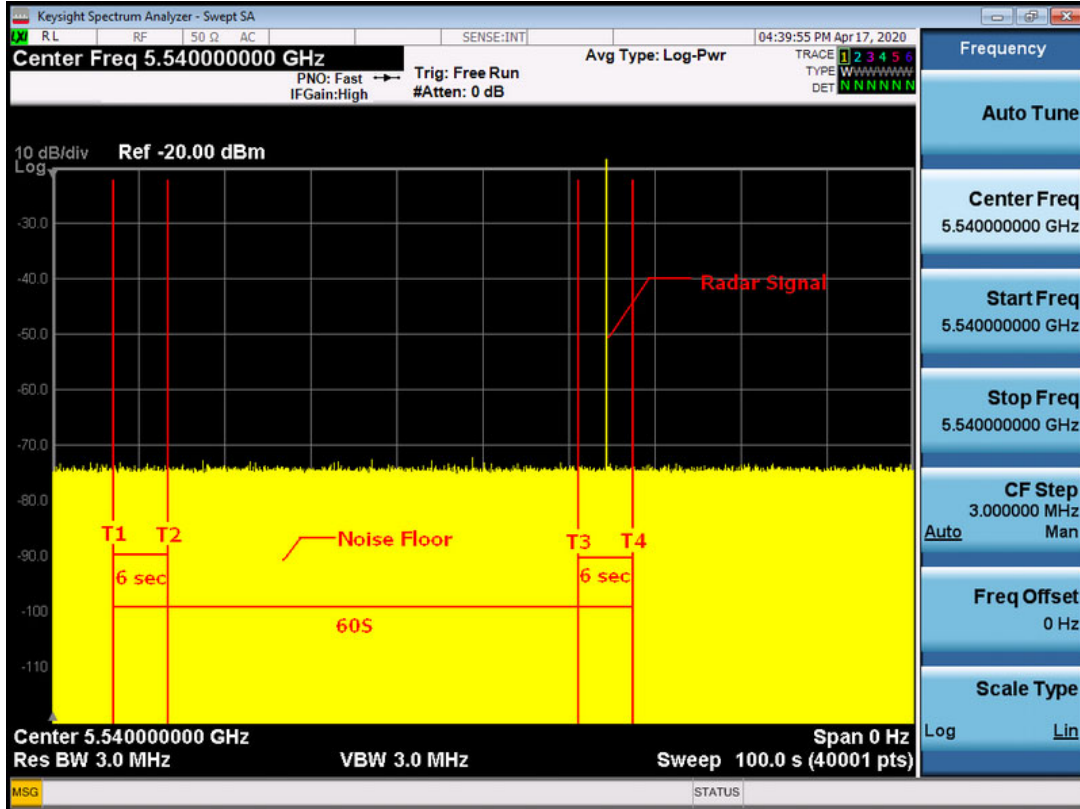 Keysight Spectrum Analyzer - Swept SA
LXI RL RF 50 Ω AC SENSE:INT 04:39:55 PM Apr 17, 2020
Center Freq 5.540000000 GHz
PNO: Fast
IFGain:High
Trig: Free Run
#Atten: 0 dB
Avg Type: Log-Pwr
TRACE 1 2 3 4 5 6
TYPE WWWWWW
DET N N N N N N
10 dB/div Ref -20.00 dBm
Log
-30.0
-40.0
-50.0
-60.0
-70.0
-80.0
-90.0
-100
-110
Radar Signal
T1 T2 Noise Floor T3 T4
6 sec 6 sec
60S
Center 5.540000000 GHz Span 0 Hz
Res BW 3.0 MHz VBW 3.0 MHz Sweep 100.0 s (40001 pts)
MSG STATUS
Frequency
Auto Tune
Center Freq
5.540000000 GHz
Start Freq
5.540000000 GHz
Stop Freq
5.540000000 GHz
CF Step
3.000000 MHz
Auto Man
Freq Offset
0 Hz
Scale Type
Log Lin